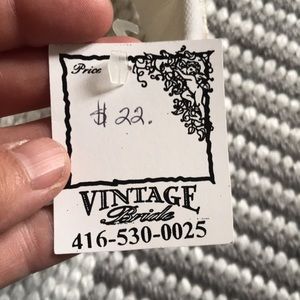 Price
$ 22.
VINTAGE
Bride
416-530-0025